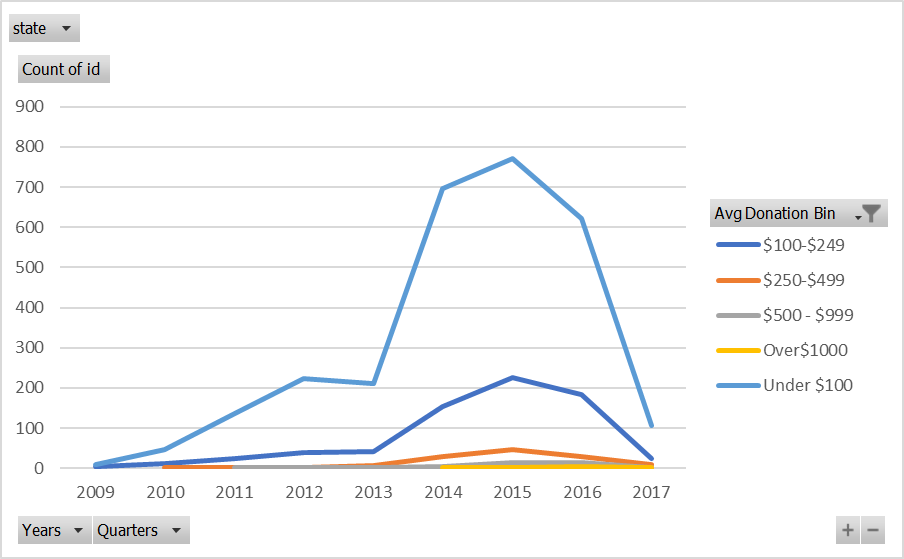 state
Count of id
900
800
700
600
500
400
300
200
100
0
2009 2010 2011 2012 2013 2014 2015 2016 2017
Avg Donation Bin
$100-$249
$250-$499
$500 - $999
Over$1000
Under $100
Years Quarters
+ −